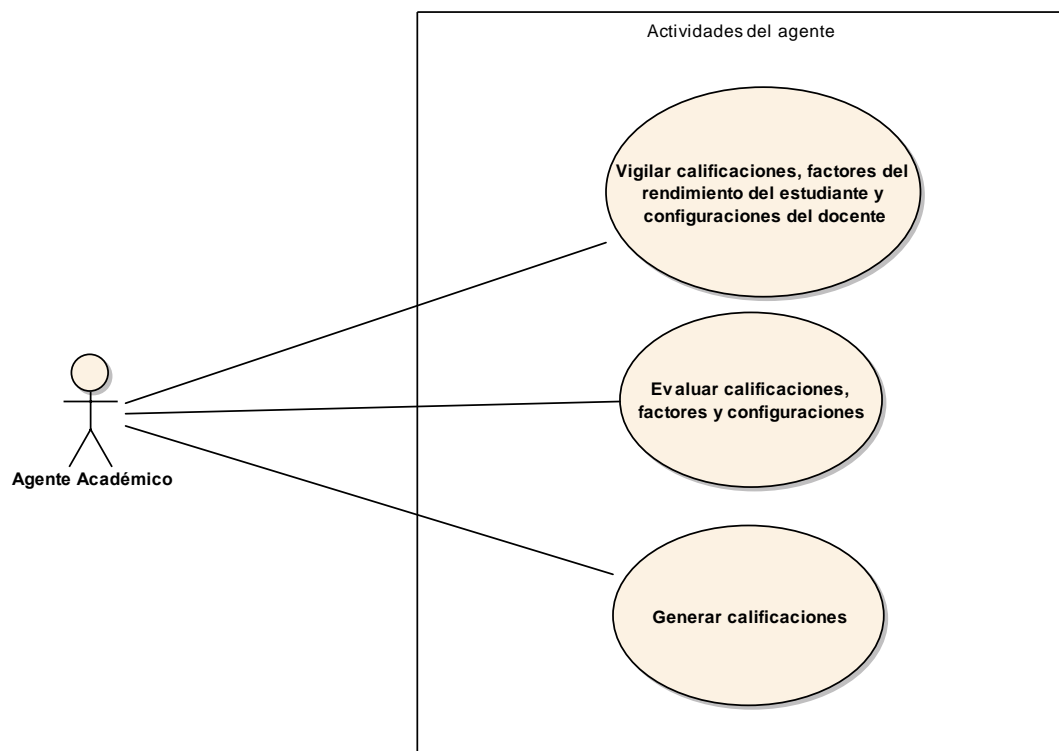 Actividades del agente
Vigilar calificaciones, factores del
rendimiento del estudiante y
configuraciones del docente
Evaluar calificaciones,
factores y configuraciones
Agente Académico
Generar calificaciones